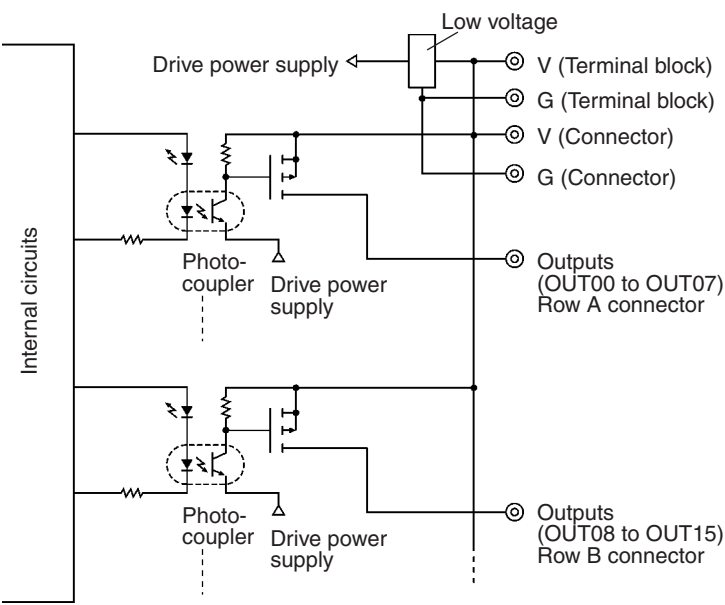 Low voltage
Drive power supply
V (Terminal block)
G (Terminal block)
V (Connector)
G (Connector)
Internal circuits
Photo-
coupler
Drive power
supply
Outputs
(OUT00 to OUT07)
Row A connector
Photo-
coupler
Drive power
supply
Outputs
(OUT08 to OUT15)
Row B connector